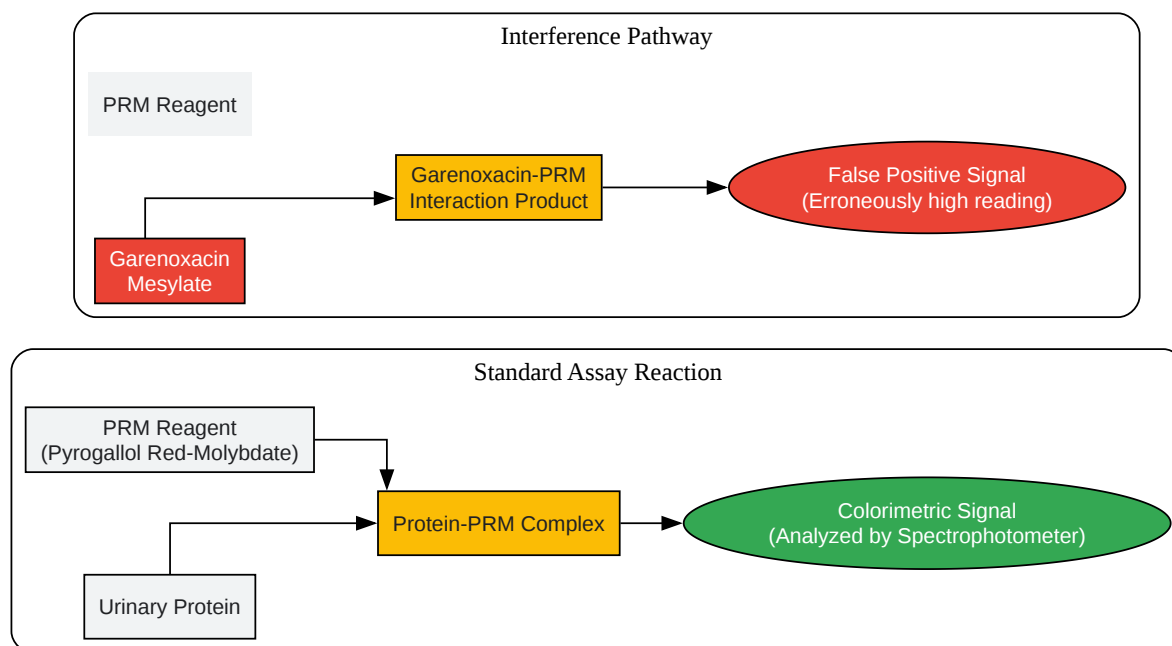 Interference Pathway
PRM Reagent
Garenoxacin-PRM
Interaction Product
False Positive Signal
(Erroneously high reading)
Garenoxacin
Mesylate
Standard Assay Reaction
PRM Reagent
(Pyrogallol Red-Molybdate)
Protein-PRM Complex
Colorimetric Signal
(Analyzed by Spectrophotometer)
Urinary Protein